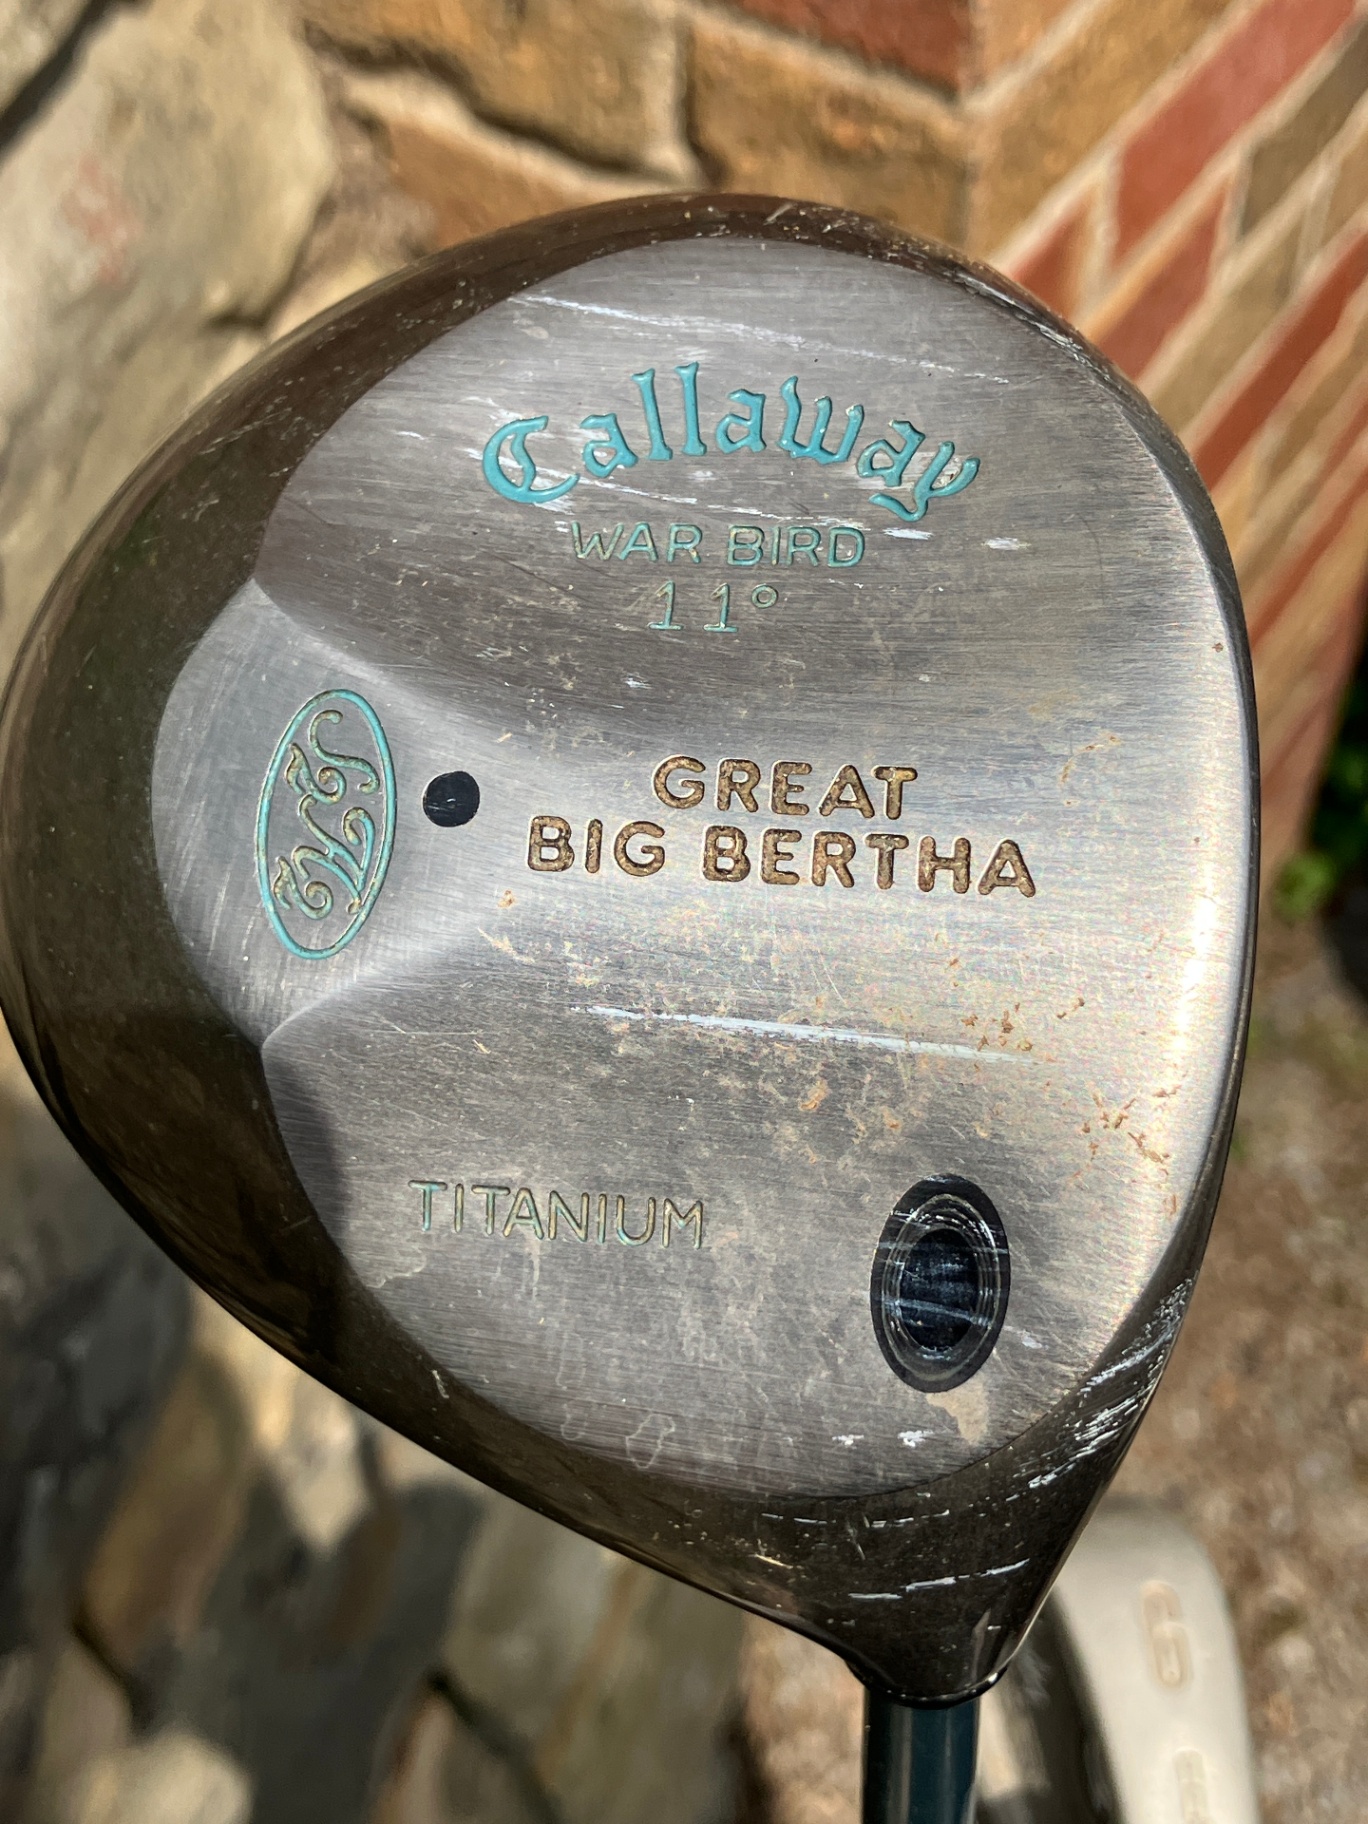 Callaway
WAR BIRD
11°
GREAT
BIG BERTHA
TITANIUM